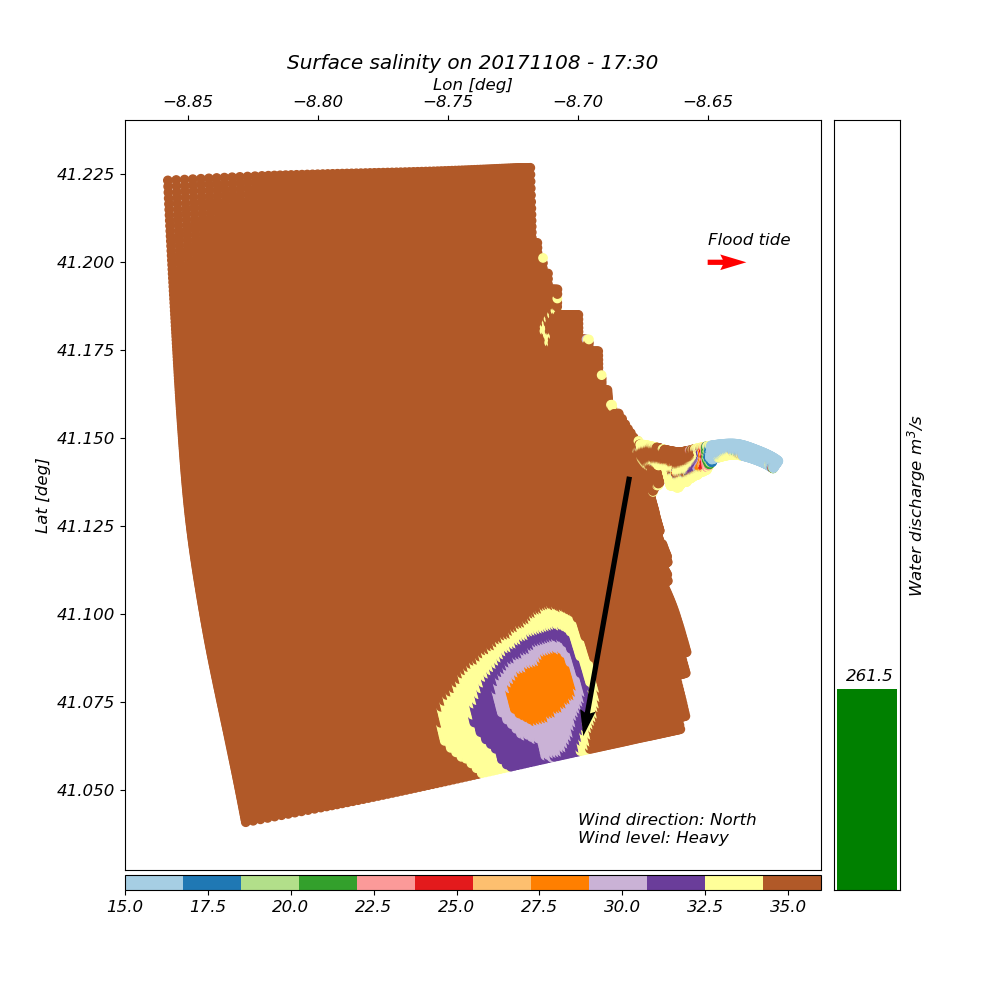 Surface salinity on 20171108 - 17:30
Lon [deg]
−8.85 −8.80 −8.75 −8.70 −8.65
41.225
41.200
41.175
41.150
41.125
41.100
41.075
41.050
Lat [deg]
Flood tide
Wind direction: North
Wind level: Heavy
261.5
Water discharge m³/s
15.0 17.5 20.0 22.5 25.0 27.5 30.0 32.5 35.0